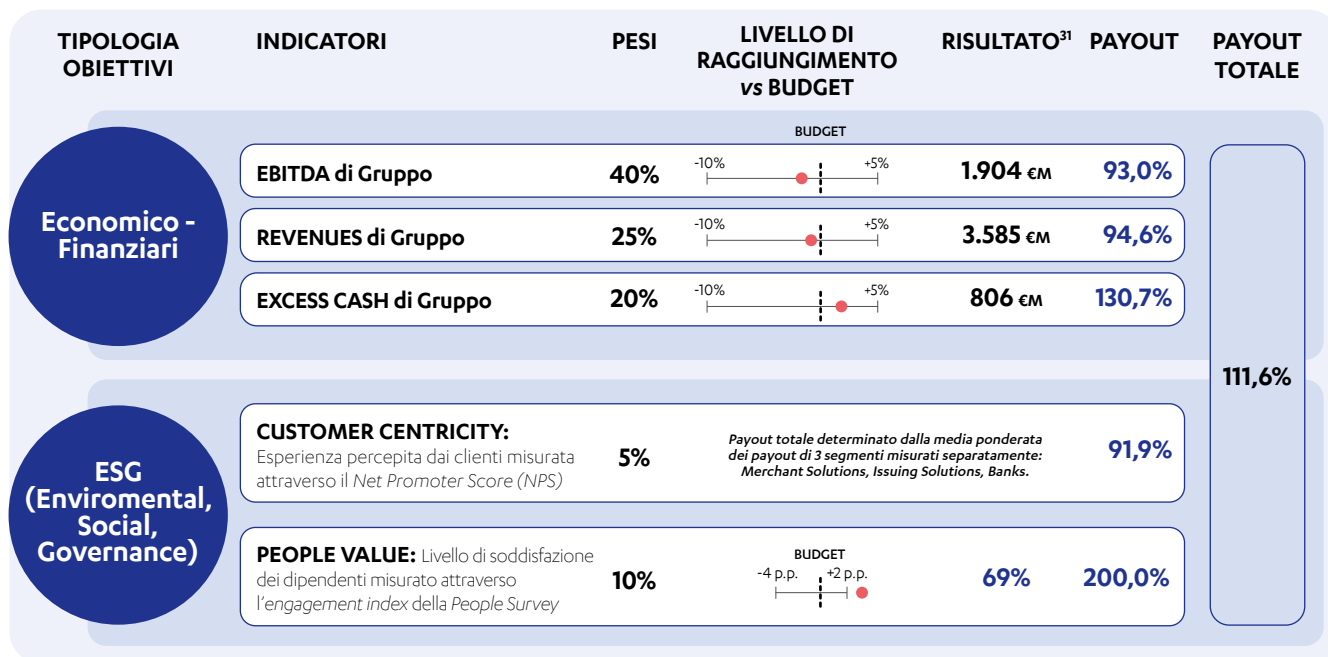 TIPOLOGIA
OBIETTIVI
INDICATORI
PESI
LIVELLO DI
RAGGIUNGIMENTO
vs BUDGET
RISULTATO³¹
PAYOUT
PAYOUT
TOTALE
Economico -
Finanziari
BUDGET
EBITDA di Gruppo
40%
-10%
+5%
1.904 €M
93,0%
REVENUES di Gruppo
25%
-10%
+5%
3.585 €M
94,6%
EXCESS CASH di Gruppo
20%
-10%
+5%
806 €M
130,7%
111,6%
ESG
(Enviromental,
Social,
Governance)
CUSTOMER CENTRICITY:
Esperienza percepita dai clienti misurata
attraverso il Net Promoter Score (NPS)
5%
Payout totale determinato dalla media ponderata
dei payout di 3 segmenti misurati separatamente:
Merchant Solutions, Issuing Solutions, Banks.
91,9%
PEOPLE VALUE: Livello di soddisfazione
dei dipendenti misurato attraverso
l'engagement index della People Survey
10%
BUDGET
-4 p.p.
+2 p.p.
69%
200,0%